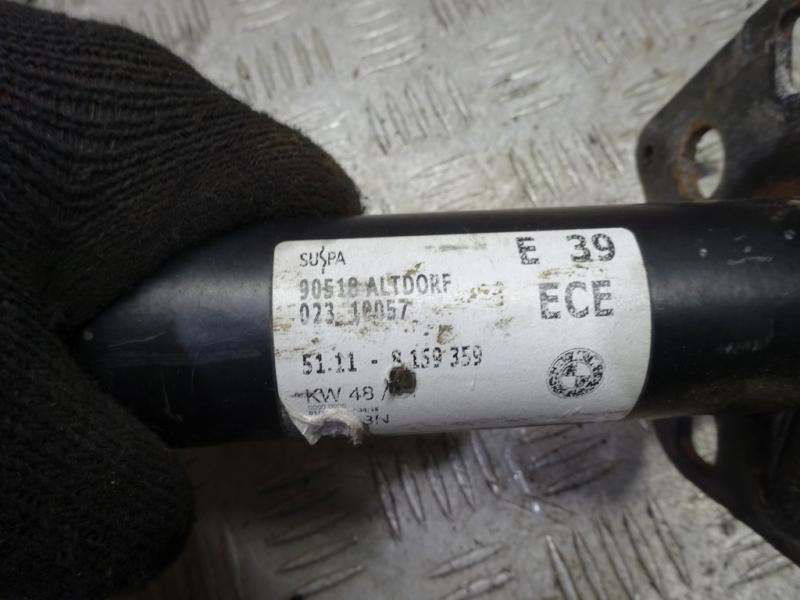 SUSPA
E 39
90518 ALTDORF
ECE
023 18057
51.11 - 8 159 359
KW 48 /